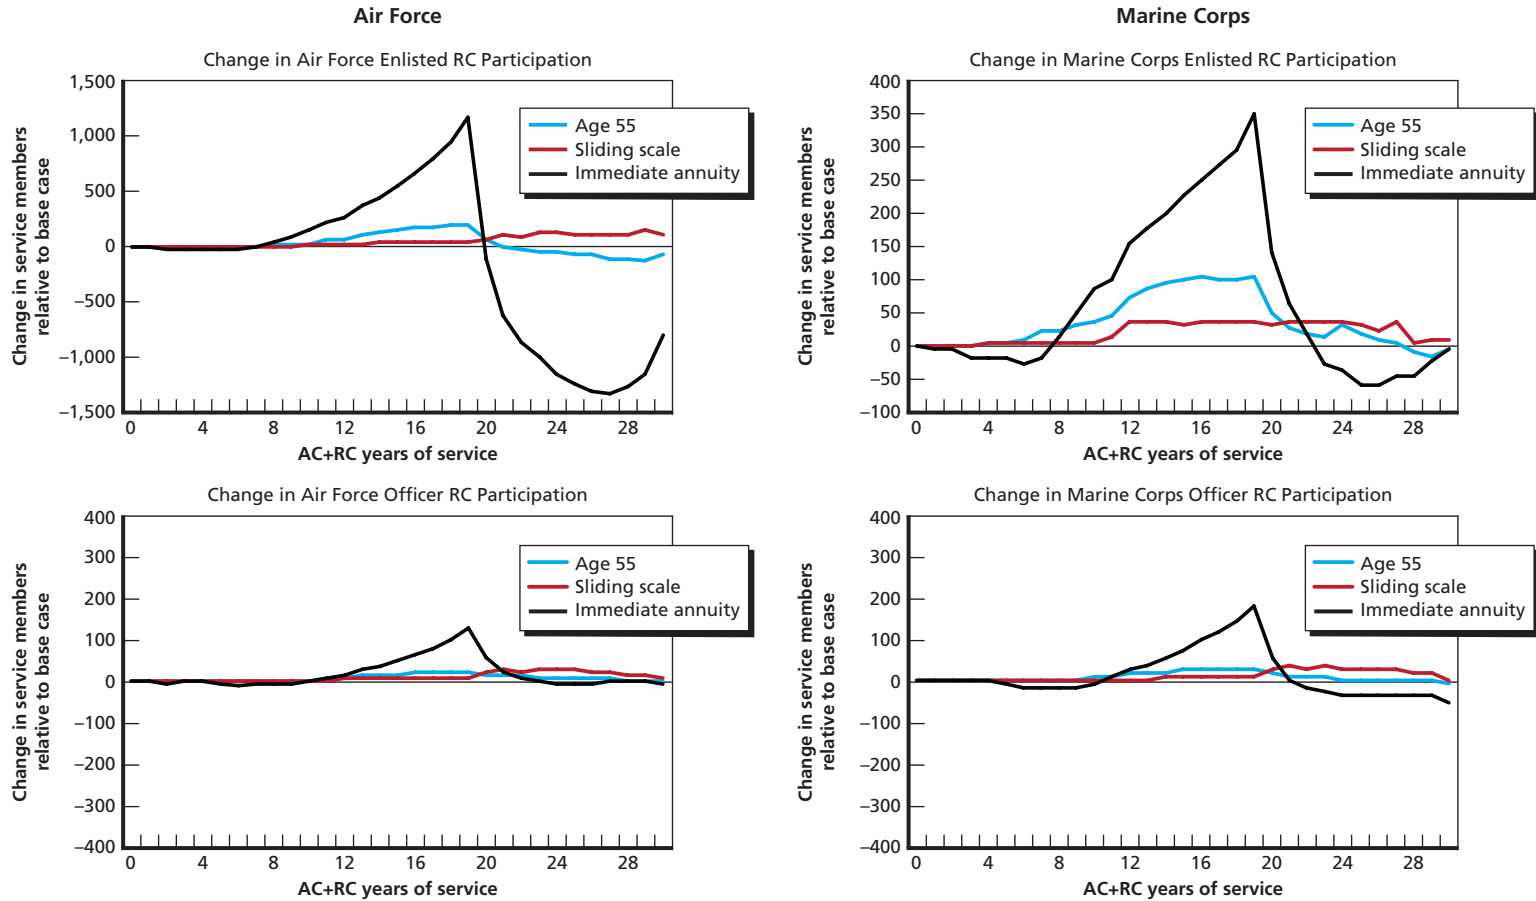 Air Force
Change in Air Force Enlisted RC Participation
Change in service members
relative to base case
1,500
1,000
500
0
–500
–1,000
–1,500
Age 55
Sliding scale
Immediate annuity
0 4 8 12 16 20 24 28
AC+RC years of service
Marine Corps
Change in Marine Corps Enlisted RC Participation
Change in service members
relative to base case
400
350
300
250
200
150
100
50
0
–50
–100
Age 55
Sliding scale
Immediate annuity
0 4 8 12 16 20 24 28
AC+RC years of service
Change in Air Force Officer RC Participation
Change in service members
relative to base case
400
300
200
100
0
–100
–200
–300
–400
Age 55
Sliding scale
Immediate annuity
0 4 8 12 16 20 24 28
AC+RC years of service
Change in Marine Corps Officer RC Participation
Change in service members
relative to base case
400
300
200
100
0
–100
–200
–300
–400
Age 55
Sliding scale
Immediate annuity
0 4 8 12 16 20 24 28
AC+RC years of service